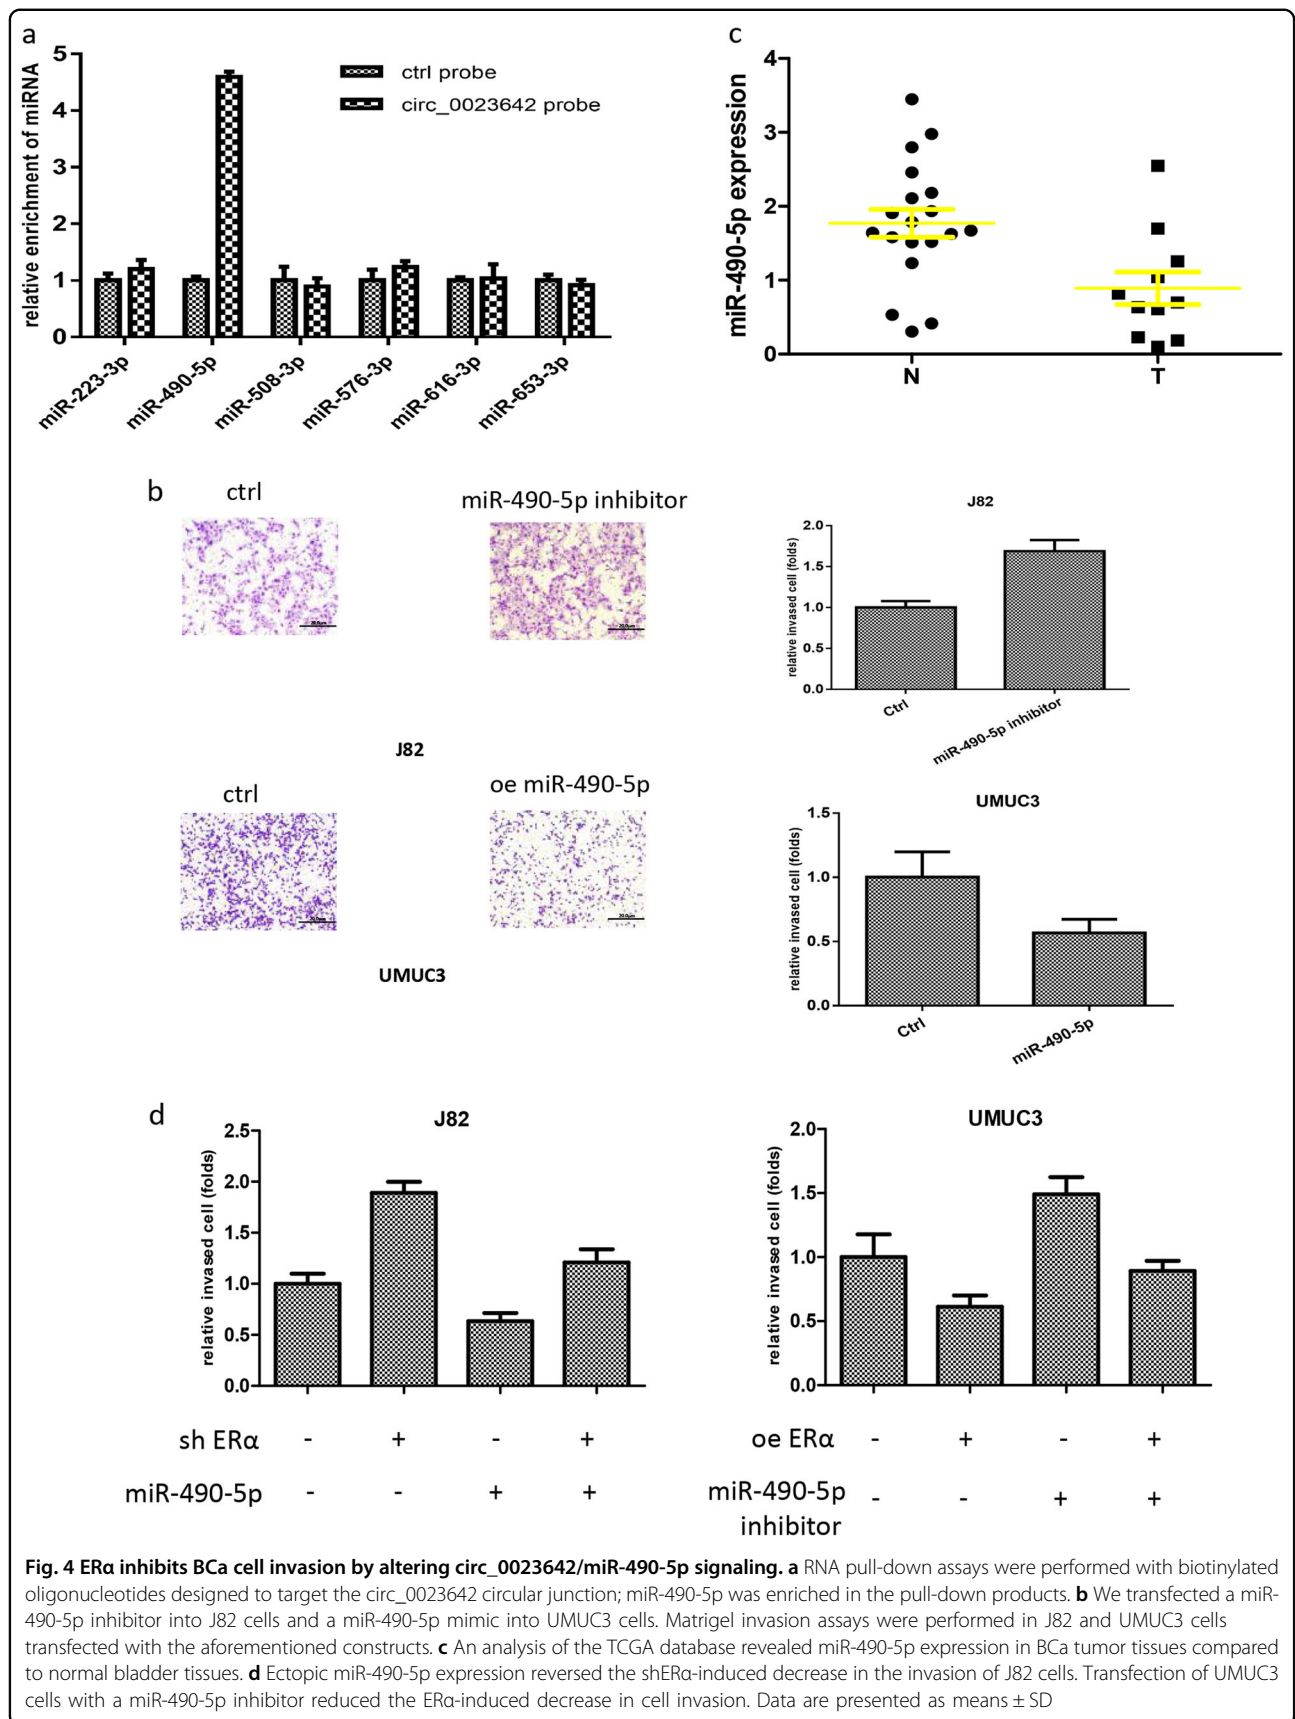 a
5
4
3
2
1
0
relative enrichment of miRNA
ctrl probe
circ_0023642 probe
miR-223-3p
miR-490-5p
miR-508-3p
miR-576-3p
miR-616-3p
miR-653-3p
c
4
3
2
1
0
miR-490-5p expression
N
T
b
ctrl
miR-490-5p inhibitor
20.0μm
20.0μm
J82
J82
2.0
1.5
1.0
0.5
0.0
relative invased cell (folds)
Ctrl
miR-490-5p inhibitor
ctrl
oe miR-490-5p
20.0μm
20.0μm
UMUC3
UMUC3
1.5
1.0
0.5
0.0
relative invased cell (folds)
Ctrl
miR-490-5p
d
J82
2.5
2.0
1.5
1.0
0.5
0.0
relative invased cell (folds)
sh ERα - + - +
miR-490-5p - - + +
UMUC3
2.0
1.5
1.0
0.5
0.0
relative invased cell (folds)
oe ERα - + - +
miR-490-5p
inhibitor - - + +
Fig. 4 ERα inhibits BCa cell invasion by altering circ_0023642/miR-490-5p signaling. a RNA pull-down assays were performed with biotinylated
oligonucleotides designed to target the circ_0023642 circular junction; miR-490-5p was enriched in the pull-down products. b We transfected a miR-
490-5p inhibitor into J82 cells and a miR-490-5p mimic into UMUC3 cells. Matrigel invasion assays were performed in J82 and UMUC3 cells
transfected with the aforementioned constructs. c An analysis of the TCGA database revealed miR-490-5p expression in BCa tumor tissues compared
to normal bladder tissues. d Ectopic miR-490-5p expression reversed the shERα-induced decrease in the invasion of J82 cells. Transfection of UMUC3
cells with a miR-490-5p inhibitor reduced the ERα-induced decrease in cell invasion. Data are presented as means ± SD